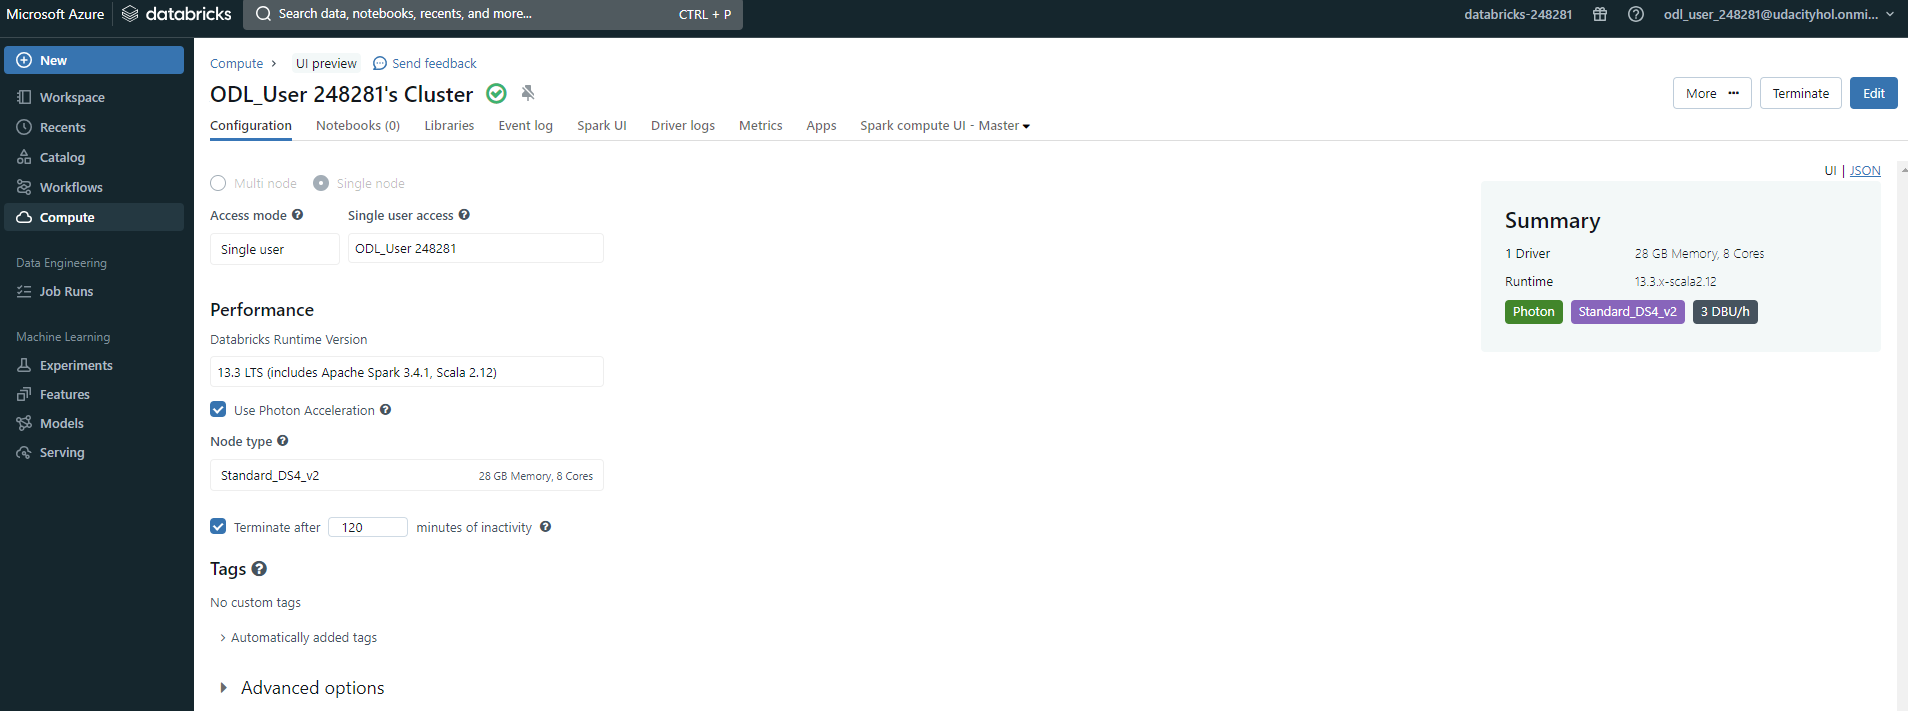 Microsoft Azure databricks Search data, notebooks, recents, and more... CTRL + P databricks-248281 odl_user_248281@udacityhol.onmi...
New
Workspace
Recents
Catalog
Workflows
Compute
Data Engineering
Job Runs
Machine Learning
Experiments
Features
Models
Serving
Compute > UI preview Send feedback
ODL_User 248281's Cluster
More ... Terminate Edit
Configuration Notebooks (0) Libraries Event log Spark UI Driver logs Metrics Apps Spark compute UI - Master
UI | JSON
Multi node Single node
Access mode Single user access
Single user ODL_User 248281
Performance
Databricks Runtime Version
13.3 LTS (includes Apache Spark 3.4.1, Scala 2.12)
Use Photon Acceleration
Node type
Standard_DS4_v2 28 GB Memory, 8 Cores
Terminate after 120 minutes of inactivity
Tags
No custom tags
Automatically added tags
Advanced options
Summary
1 Driver 28 GB Memory, 8 Cores
Runtime 13.3.x-scala2.12
Photon Standard_DS4_v2 3 DBU/h